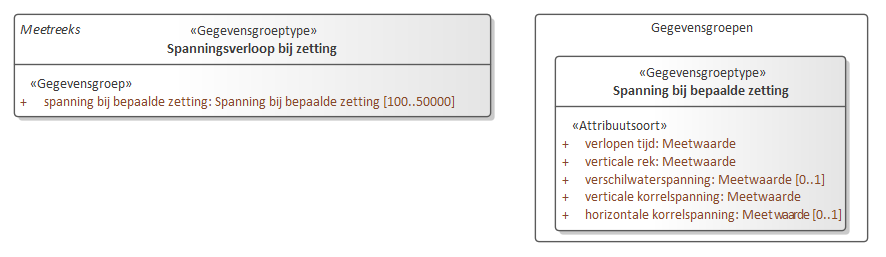 Meetreeks
«Gegevensgroeptype»
Spanningsverloop bij zetting
«Gegevensgroep»
+ spanning bij bepaalde zetting: Spanning bij bepaalde zetting [100..50000]
Gegevensgroepen
«Gegevensgroeptype»
Spanning bij bepaalde zetting
«Attribuutsoort»
+ verlopen tijd: Meetwaarde
+ verticale rek: Meetwaarde
+ verschilwaterspanning: Meetwaarde [0..1]
+ verticale korrelspanning: Meetwaarde
+ horizontale korrelspanning: Meetwaarde [0..1]